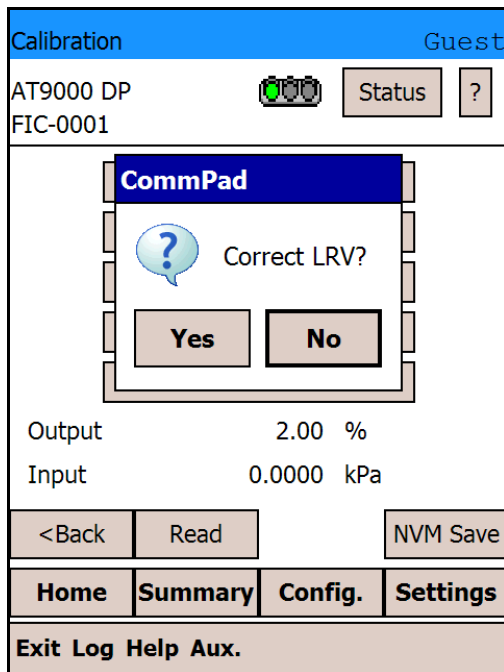 Calibration Guest
AT9000 DP Status ?
FIC-0001
CommPad
? Correct LRV?
Yes No
Output 2.00 %
Input 0.0000 kPa
<Back Read NVM Save
Home Summary Config. Settings
Exit Log Help Aux.